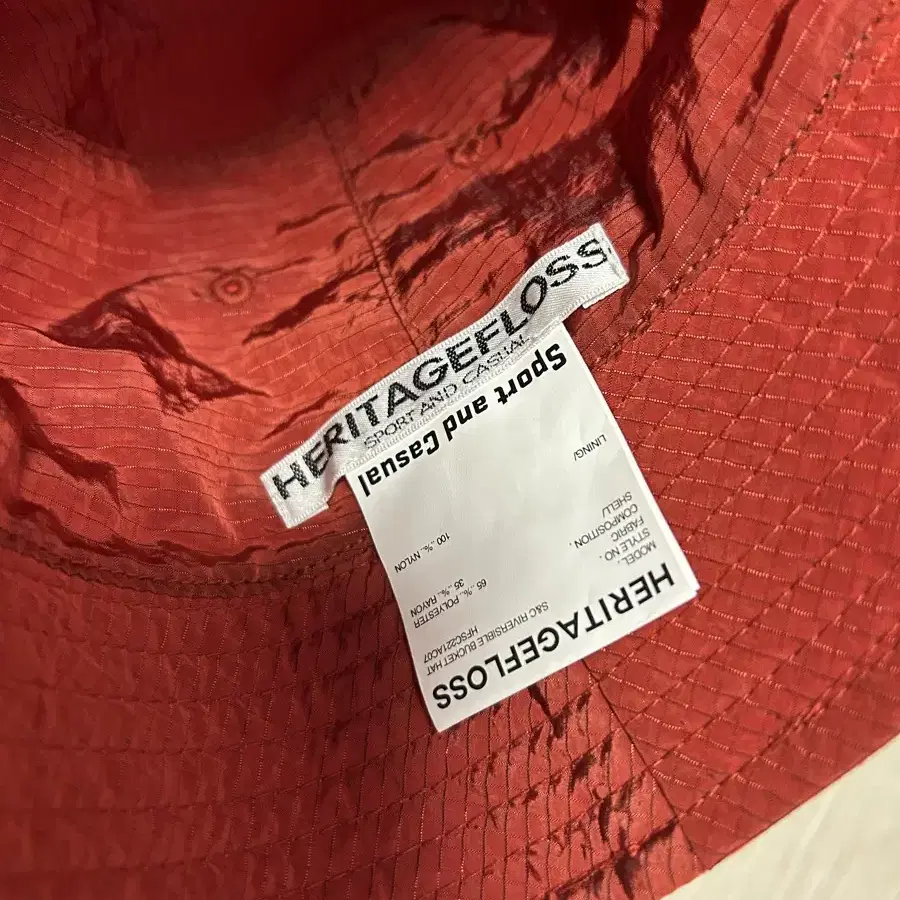 HERITAGEFLOSS
SPORT AND CASUAL
HERITAGEFLOSS
MODEL. S&C RIVERSIBLE BUCKET HAT
STYLE NO. HFSC221AC07
FABRIC
COMPOSITION.
SHELL/ 65..%..POLYESTER
35..%..RAYON
LINING/ 100..%..NYLON
Sport and Casual